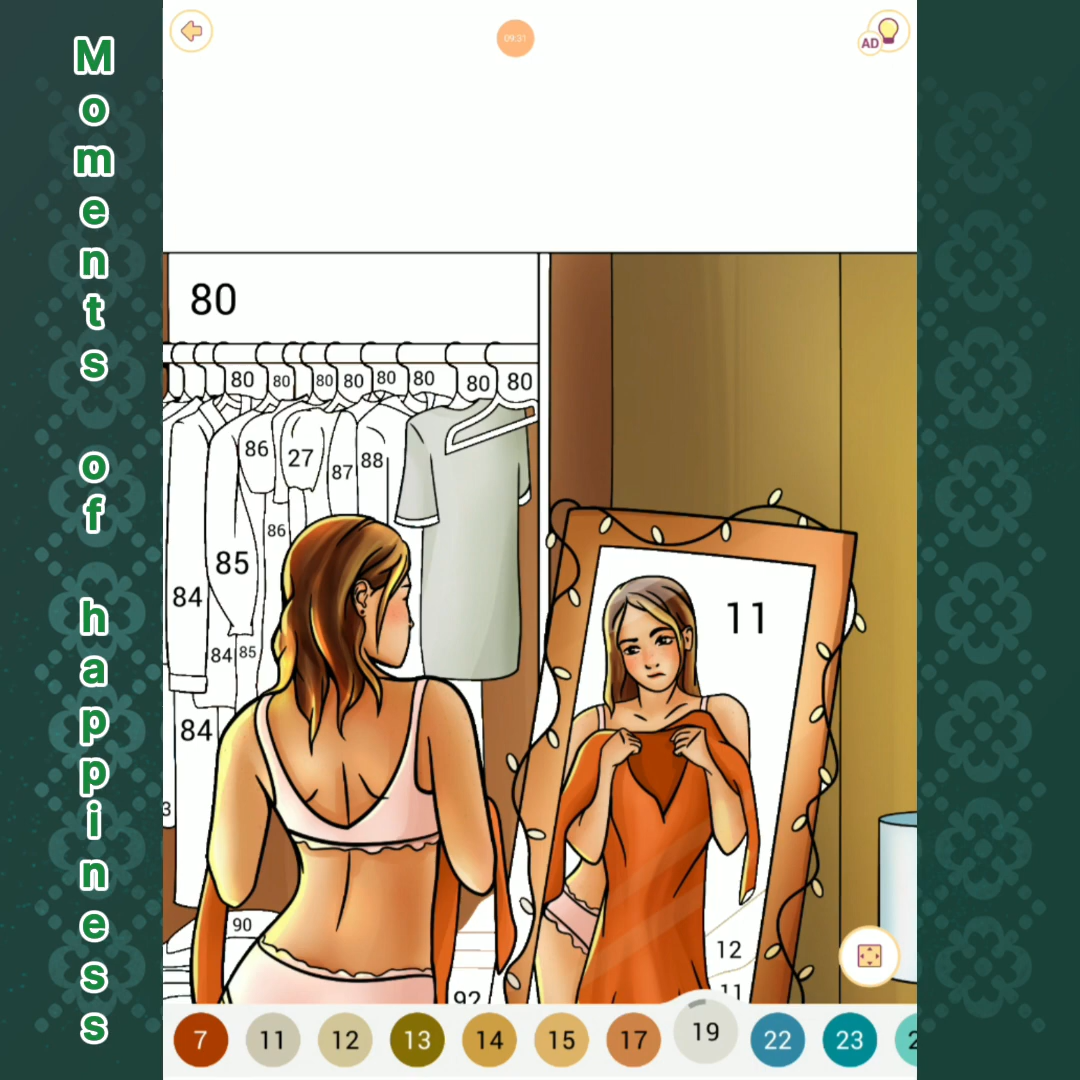 Moments of happiness
09:31
AD
80
80 80 80 80 80 80 80 80
86 27 87 88
86
85
84
84 85
84
11
3
90
12
92
11
7 11 12 13 14 15 17 19 22 23